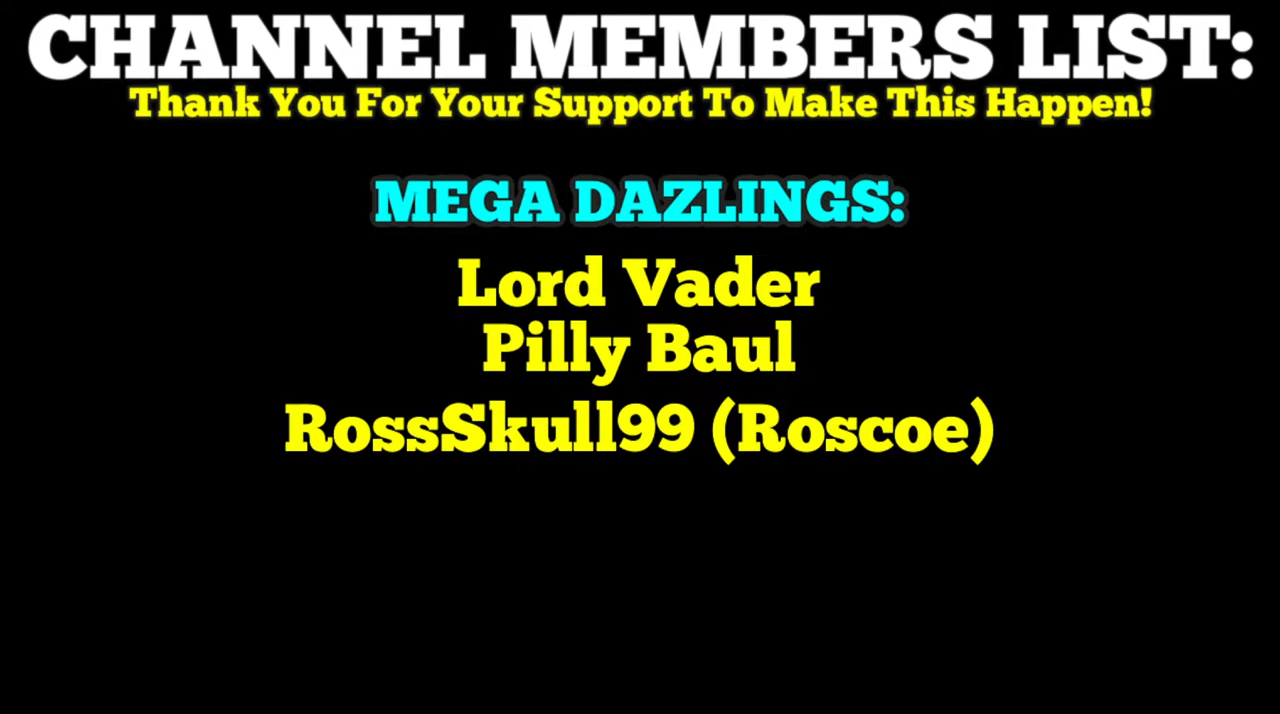 CHANNEL MEMBERS LIST:
Thank You For Your Support To Make This Happen!
MEGA DAZLINGS:
Lord Vader
Pilly Baul
RossSkull99 (Roscoe)